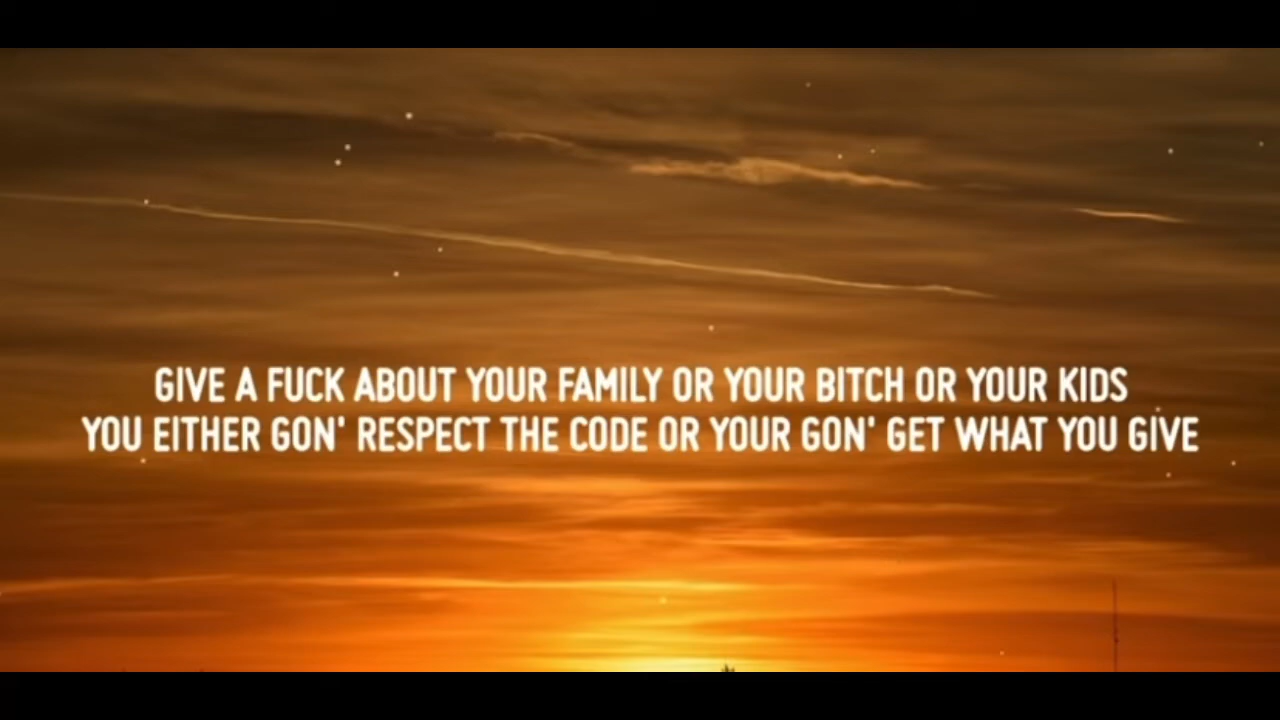 GIVE A FUCK ABOUT YOUR FAMILY OR YOUR BITCH OR YOUR KIDS
YOU EITHER GON' RESPECT THE CODE OR YOUR GON' GET WHAT YOU GIVE